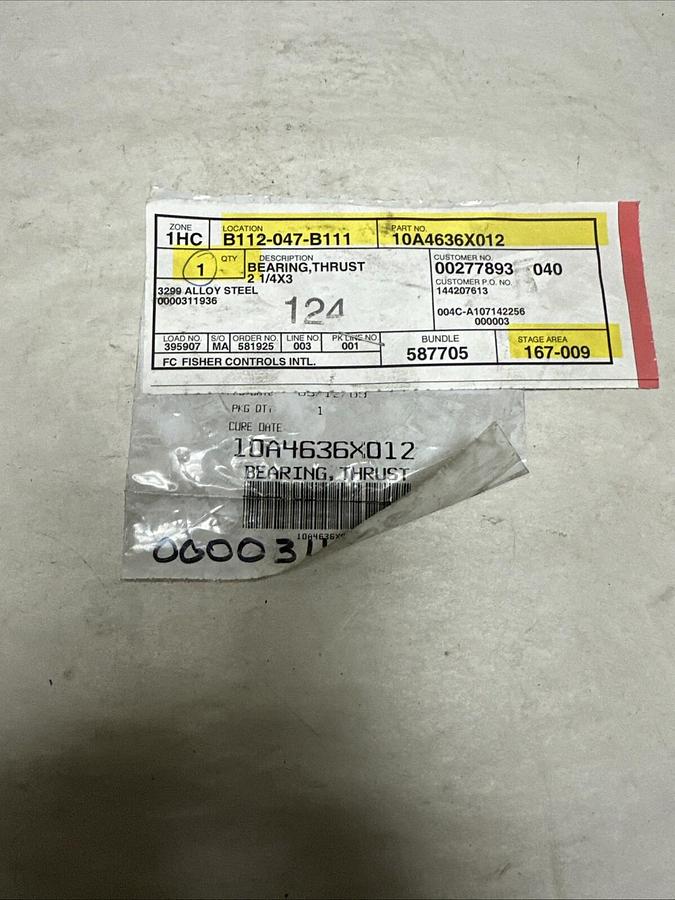 ZONE LOCATION PART NO.
1HC B112-047-B111 10A4636X012
QTY DESCRIPTION CUSTOMER NO.
1 BEARING,THRUST 00277893 040
2 1/4X3 CUSTOMER P.O. NO.
3299 ALLOY STEEL 144207613
0000311936
124
004C-A107142256
000003
LOAD NO. S/O ORDER NO. LINE NO PK LINE NO BUNDLE STAGE AREA
395907 MA 581925 003 001 587705 167-009
FC FISHER CONTROLS INTL.
PKG QT: 1
CURE DATE
10A4636X012
BEARING,THRUST
10A4636X
0000311